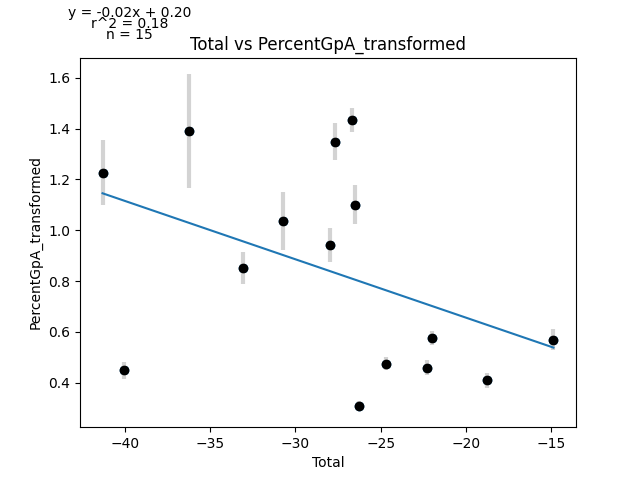 y = -0.02x + 0.20
r^2 = 0.18
n = 15
Total vs PercentGpA_transformed
PercentGpA_transformed
1.6
1.4
1.2
1.0
0.8
0.6
0.4
−40 −35 −30 −25 −20 −15
Total